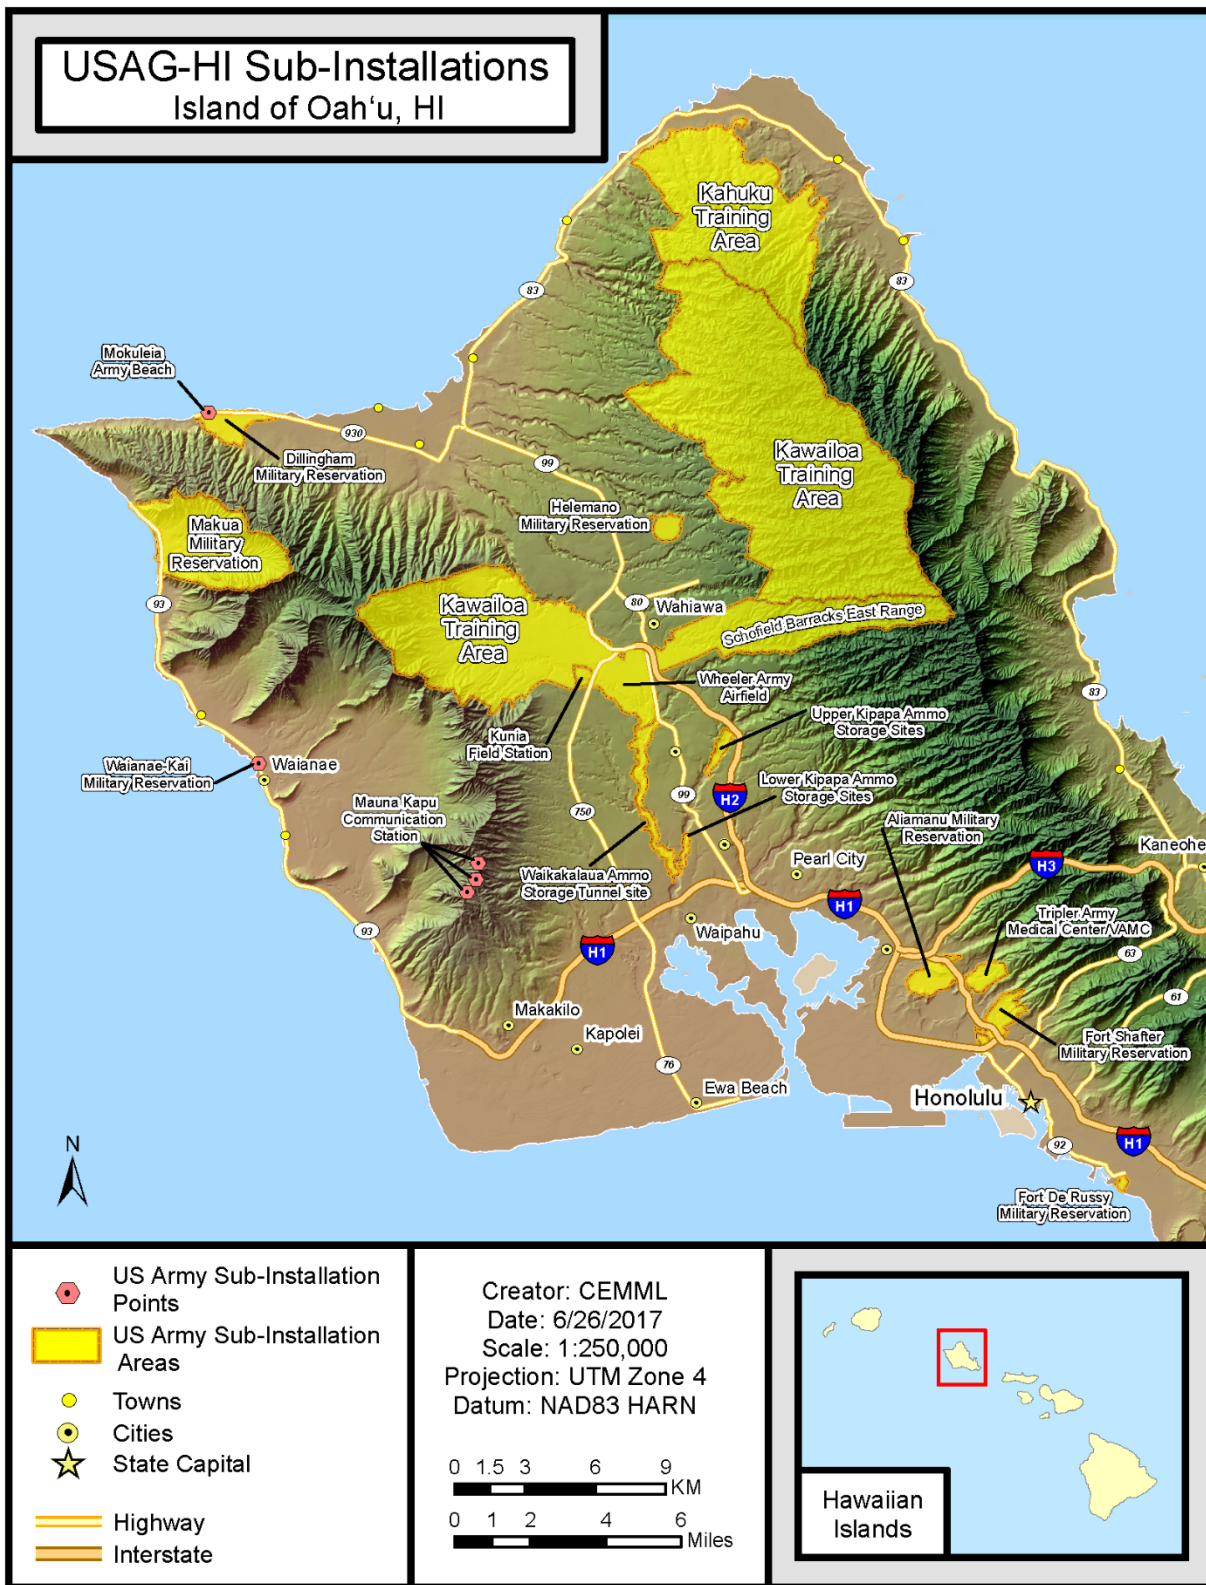 USAG-HI Sub-Installations
Island of Oah‘u, HI
Kahuku
Training
Area
83
83
83
Mokuleia
Army Beach
930
Dillingham
Military Reservation
99
Kawailoa
Training
Area
Helemano
Military Reservation
Makua
Military
Reservation
93
Kawailoa
Training
Area
80
Wahiawa
Schofield Barracks East Range
Wheeler Army
Airfield
Upper Kipapa Ammo
Storage Sites
Kunia
Field Station
Waianae-Kai
Military Reservation
Waianae
Mauna Kapu
Communication
Station
750
99
H2
Lower Kipapa Ammo
Storage Sites
Aliamanu Military
Reservation
Waikakalaua Ammo
Storage Tunnel site
Pearl City
Kaneohe
H3
H1
Tripler Army
Medical Center/VAMC
93
Waipahu
H1
63
61
Makakilo
Kapolei
Fort Shafter
Military Reservation
76
Ewa Beach
Honolulu
92
H1
Fort De Russy
Military Reservation
N
US Army Sub-Installation
Points
US Army Sub-Installation
Areas
Towns
Cities
State Capital
Highway
Interstate
Creator: CEMML
Date: 6/26/2017
Scale: 1:250,000
Projection: UTM Zone 4
Datum: NAD83 HARN
0 1.5 3 6 9
KM
0 1 2 4 6
Miles
Hawaiian
Islands